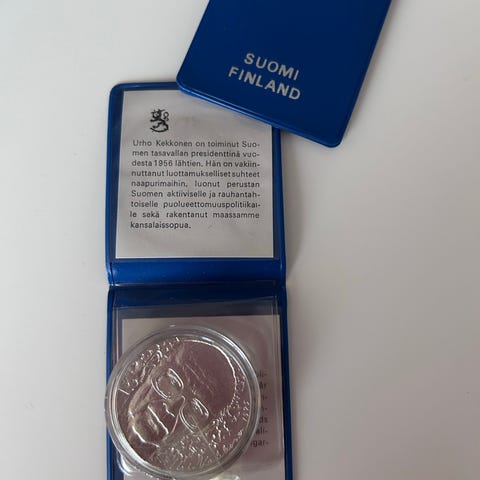 SUOMI
FINLAND
Urho Kekkonen on toiminut Suo-
men tasavallan presidenttinä vuo-
desta 1956 lähtien. Hän on vakiin-
nuttanut luottamukselliset suhteet
naapurimaihin, luonut perustan
Suomen aktiiviselle ja rauhantah-
toiselle puolueettomuuspolitiikal-
le sekä rakentanut maassamme
kansalaissopua.